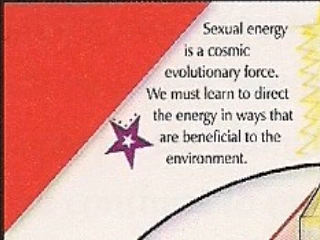 Sexual energy
is a cosmic
evolutionary force.
We must learn to direct
the energy in ways that
are beneficial to the
environment.